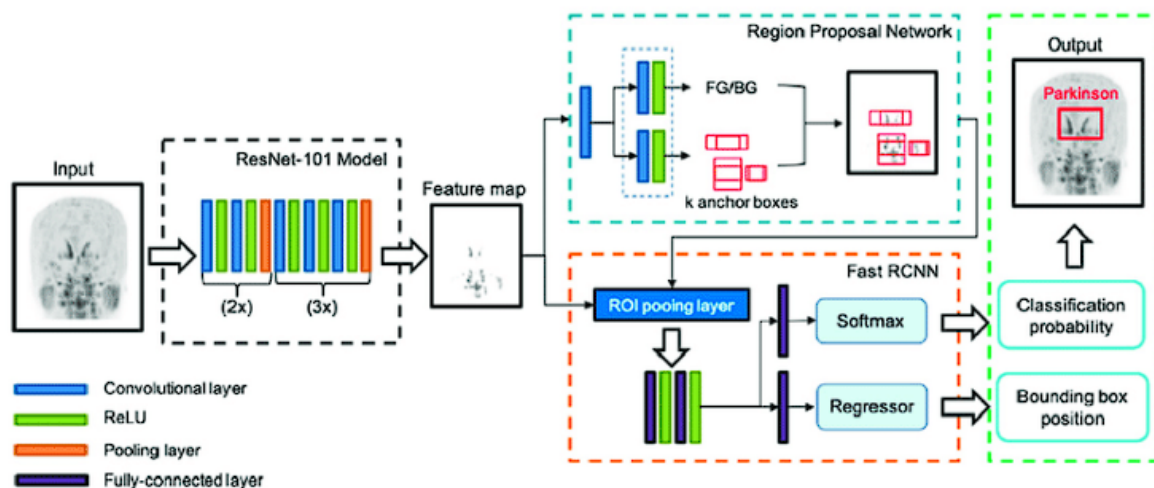 Input
ResNet-101 Model
(2x)
(3x)
Feature map
Region Proposal Network
FG/BG
k anchor boxes
Fast RCNN
ROI pooing layer
Softmax
Regressor
Output
Parkinson
Classification
probability
Bounding box
position
Convolutional layer
ReLU
Pooling layer
Fully-connected layer